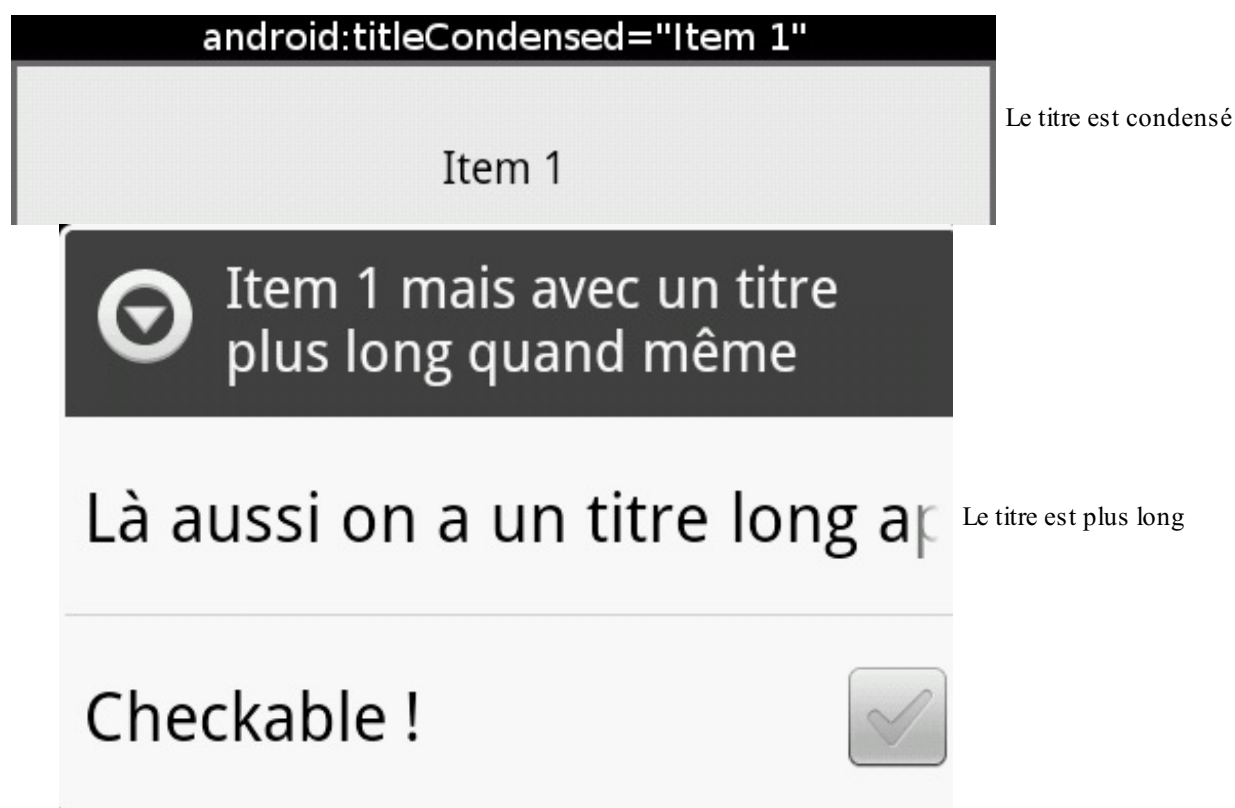 android:titleCondensed="Item 1"
Le titre est condensé
Item 1
Item 1 mais avec un titre
plus long quand même
Là aussi on a un titre long
Le titre est plus long
Checkable !